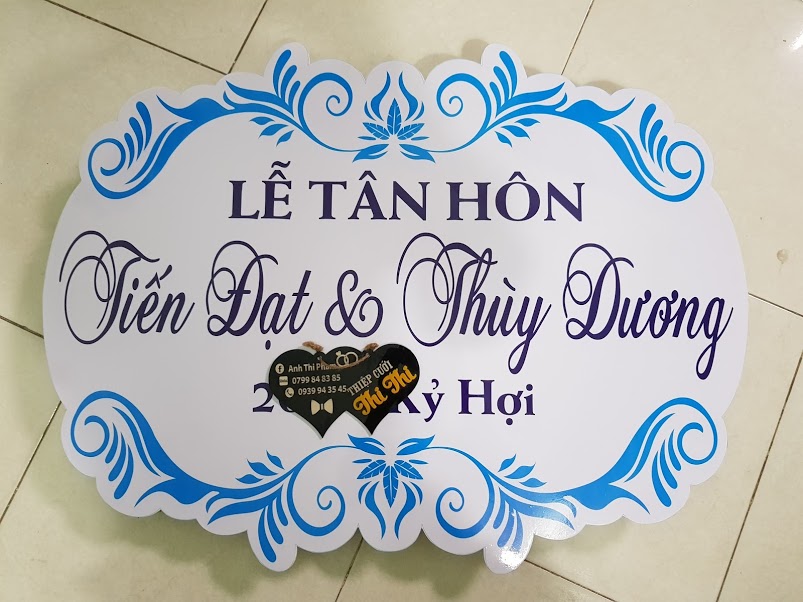 LỄ TÂN HÔN
Tiến Đạt & Thùy Dương
Kỷ Hợi
Anh Thi Phạm
0799 84 83 85
0939 94 35 45
THIỆP CƯỚI
Thi Thi